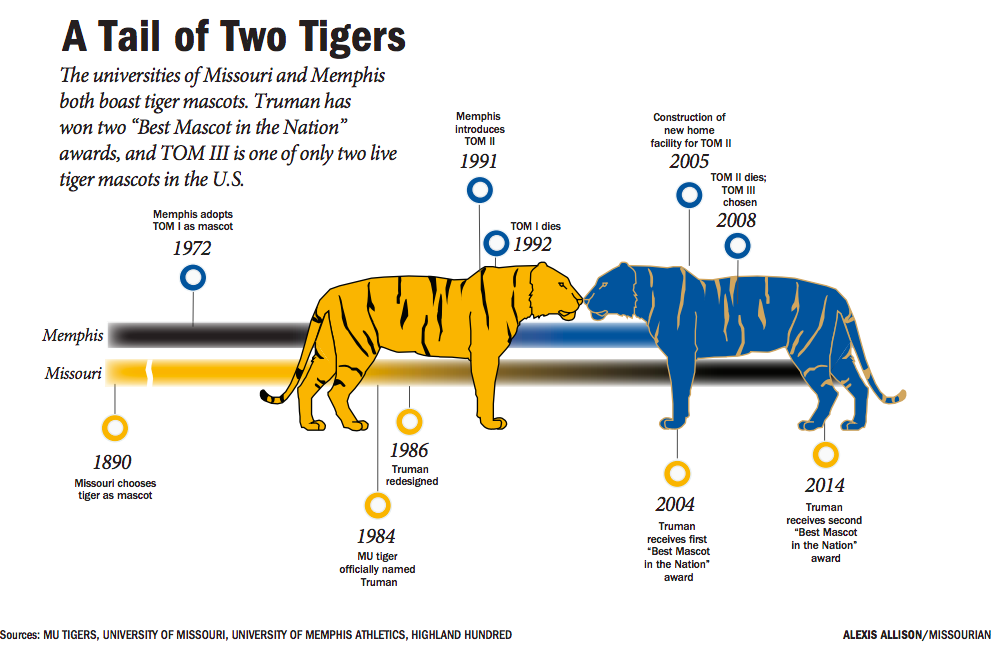 A Tail of Two Tigers
The universities of Missouri and Memphis
both boast tiger mascots. Truman has
won two “Best Mascot in the Nation”
awards, and TOM III is one of only two live
tiger mascots in the U.S.
Memphis adopts
TOM I as mascot
1972
Memphis
introduces
TOM II
1991
TOM I dies
1992
Construction of
new home
facility for TOM II
2005
TOM II dies;
TOM III
chosen
2008
Memphis
Missouri
1890
Missouri chooses
tiger as mascot
1984
MU tiger
officially named
Truman
1986
Truman
redesigned
2004
Truman
receives first
“Best Mascot
in the Nation”
award
2014
Truman
receives second
“Best Mascot
in the Nation”
award
Sources: MU TIGERS, UNIVERSITY OF MISSOURI, UNIVERSITY OF MEMPHIS ATHLETICS, HIGHLAND HUNDRED
ALEXIS ALLISON/MISSOURIAN